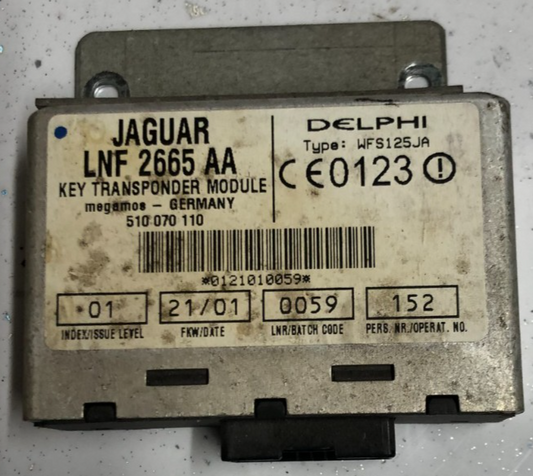 JAGUAR
LNF 2665 AA
KEY TRANSPONDER MODULE
megamos - GERMANY
510 070 110
DELPHI
Type: WFS125JA
CE0123
*0121010059*
01
21/01
0059
152
INDEX/ISSUE LEVEL
FKW/DATE
LNR/BATCH CODE
PERS. NR./OPERAT. NO.